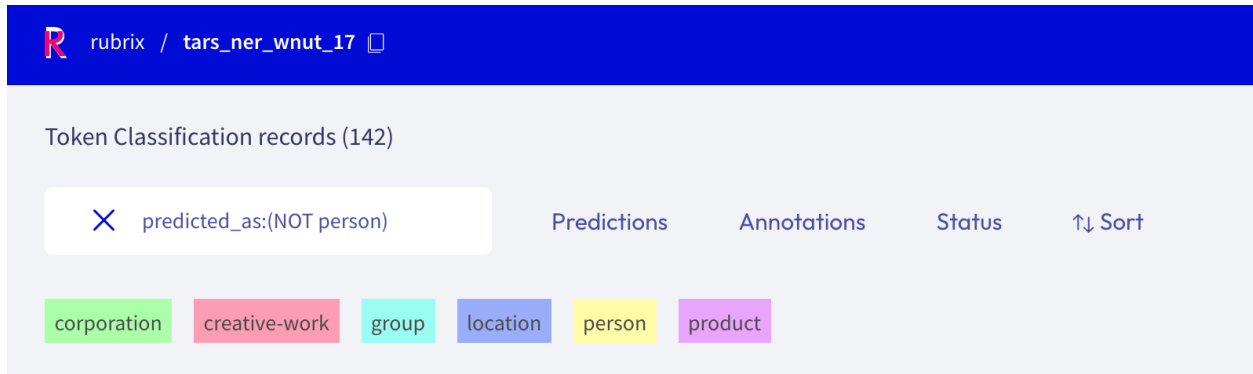 R rubrix / tars_ner_wnut_17
Token Classification records (142)
predicted_as:(NOT person) Predictions Annotations Status ↑↓ Sort
corporation creative-work group location person product